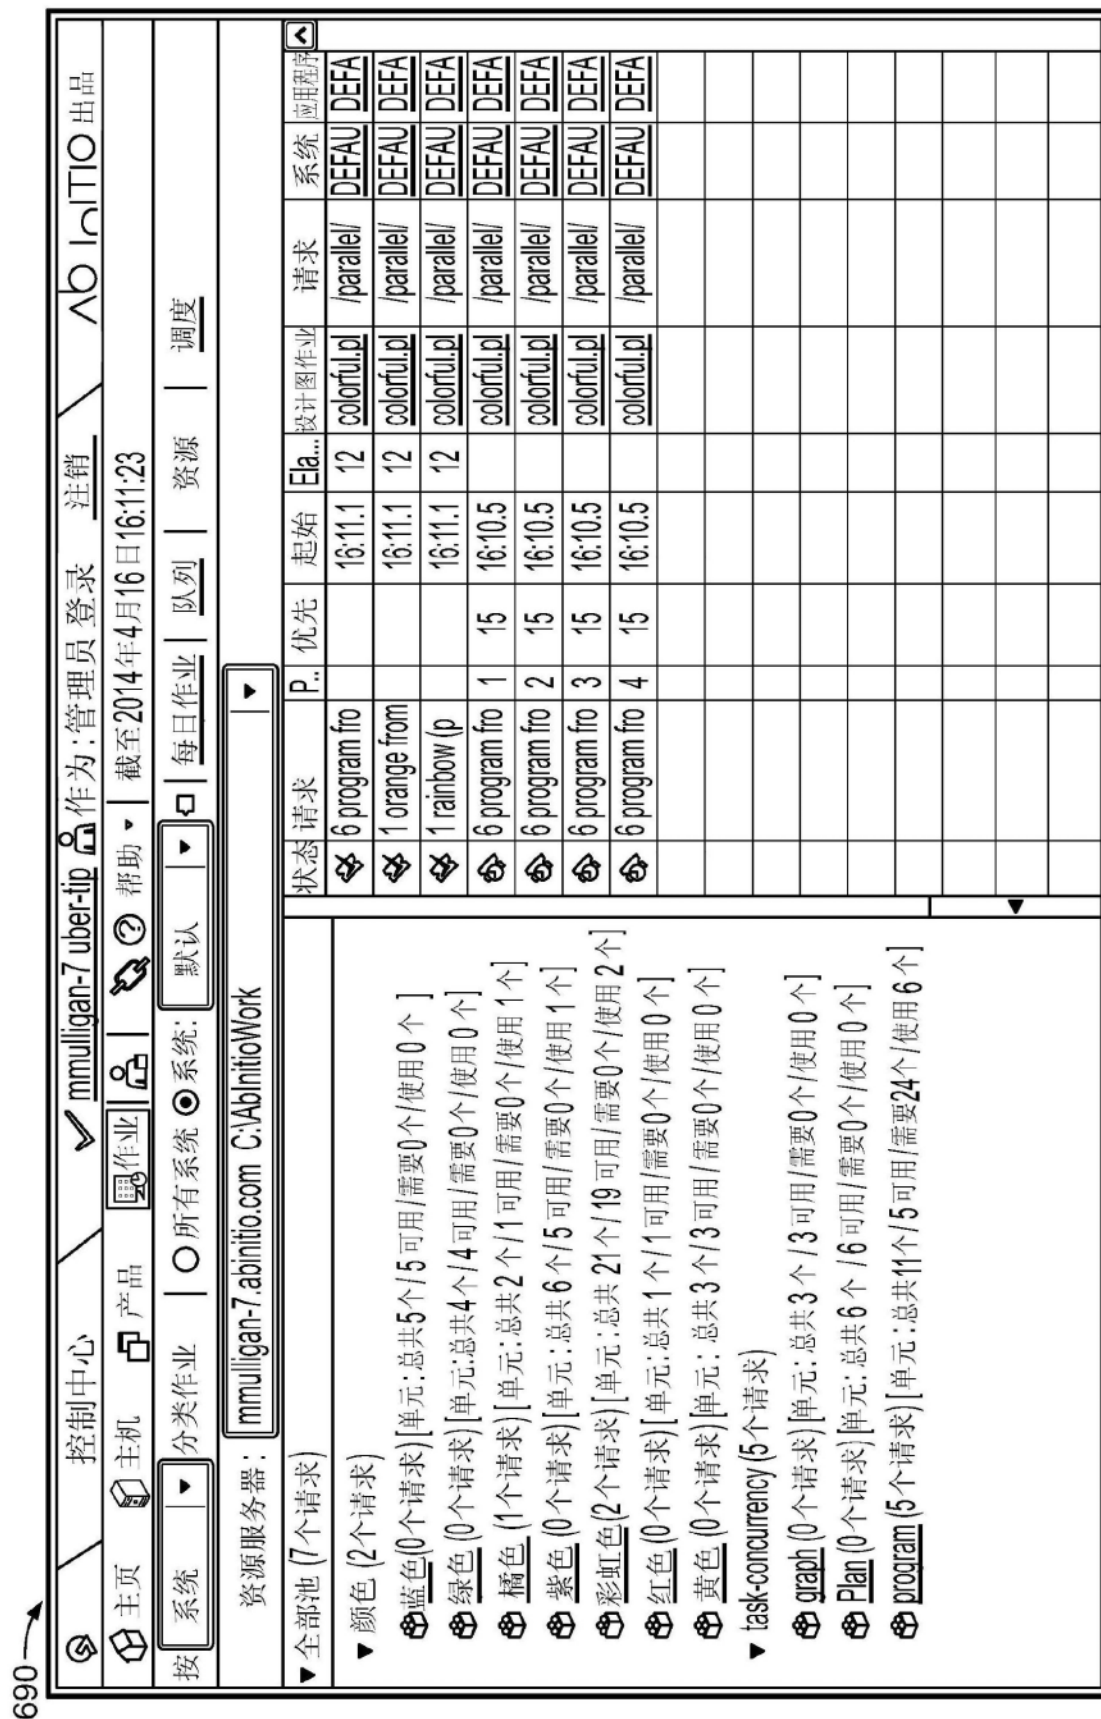 690
控制中心 mmulligan-7 uber-tip 作为:管理员 登录 注销 Ab InITIO 出品
主页 主机 产品 作业 帮助 截至2014年4月16日16:11:23
按 系统 分类作业 所有系统 系统: 默认 每日作业 队列 资源 调度
资源服务器: mmulligan-7.abinitio.com C:\AbInitioWork
全部池 (7个请求)
颜色 (2个请求)
蓝色(0个请求)[单元:总共5个/5可用/需要0个/使用0个]
绿色(0个请求)[单元:总共4个/4可用/需要0个/使用0个]
橘色 (1个请求) [单元:总共2个/1可用/需要0个/使用1个]
紫色 (0个请求)[单元:总共6个/5可用/需要0个/使用1个]
彩虹色(2个请求)[单元:总共21个/19可用/需要0个/使用2个]
红色(0个请求)[单元:总共1个/1可用/需要0个/使用0个]
黄色 (0个请求)[单元:总共3个/3可用/需要0个/使用0个]
task-concurrency (5个请求)
graph (0个请求)[单元:总共3个/3可用/需要0个/使用0个]
Plan (0个请求)[单元:总共6个/6可用/需要0个/使用0个]
program (5个请求)[单元:总共11个/5可用/需要24个/使用6个]
状态 请求 P.. 优先 起始 Ela... 设计图作业 请求 系统 应用程序
6 program fro 16:11.1 12 colorful.pl /parallel/ DEFAU DEFA
1 orange from 16:11.1 12 colorful.pl /parallel/ DEFAU DEFA
1 rainbow (p 16:11.1 12 colorful.pl /parallel/ DEFAU DEFA
6 program fro 1 15 16:10.5 colorful.pl /parallel/ DEFAU DEFA
6 program fro 2 15 16:10.5 colorful.pl /parallel/ DEFAU DEFA
6 program fro 3 15 16:10.5 colorful.pl /parallel/ DEFAU DEFA
6 program fro 4 15 16:10.5 colorful.pl /parallel/ DEFAU DEFA